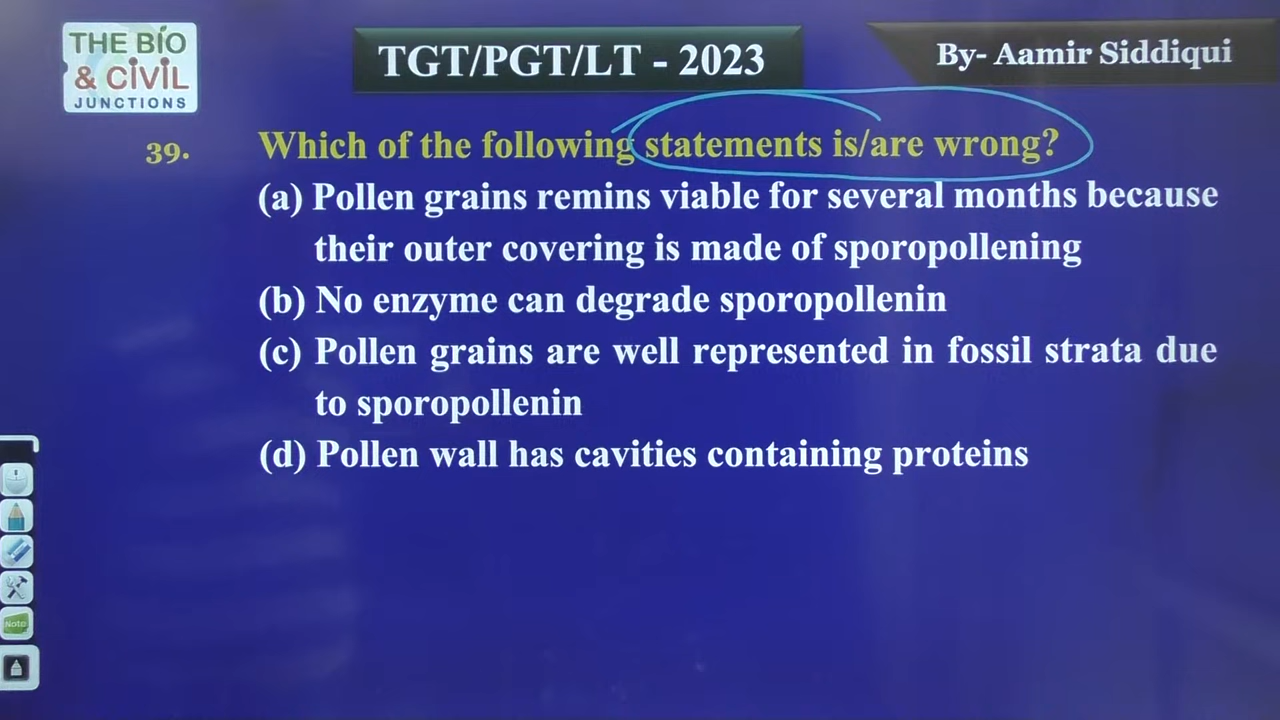 THE BIO
& CIVIL
JUNCTIONS
TGT/PGT/LT - 2023
By- Aamir Siddiqui
39. Which of the following statements is/are wrong?
(a) Pollen grains remins viable for several months because
their outer covering is made of sporopollening
(b) No enzyme can degrade sporopollenin
(c) Pollen grains are well represented in fossil strata due
to sporopollenin
(d) Pollen wall has cavities containing proteins
Note